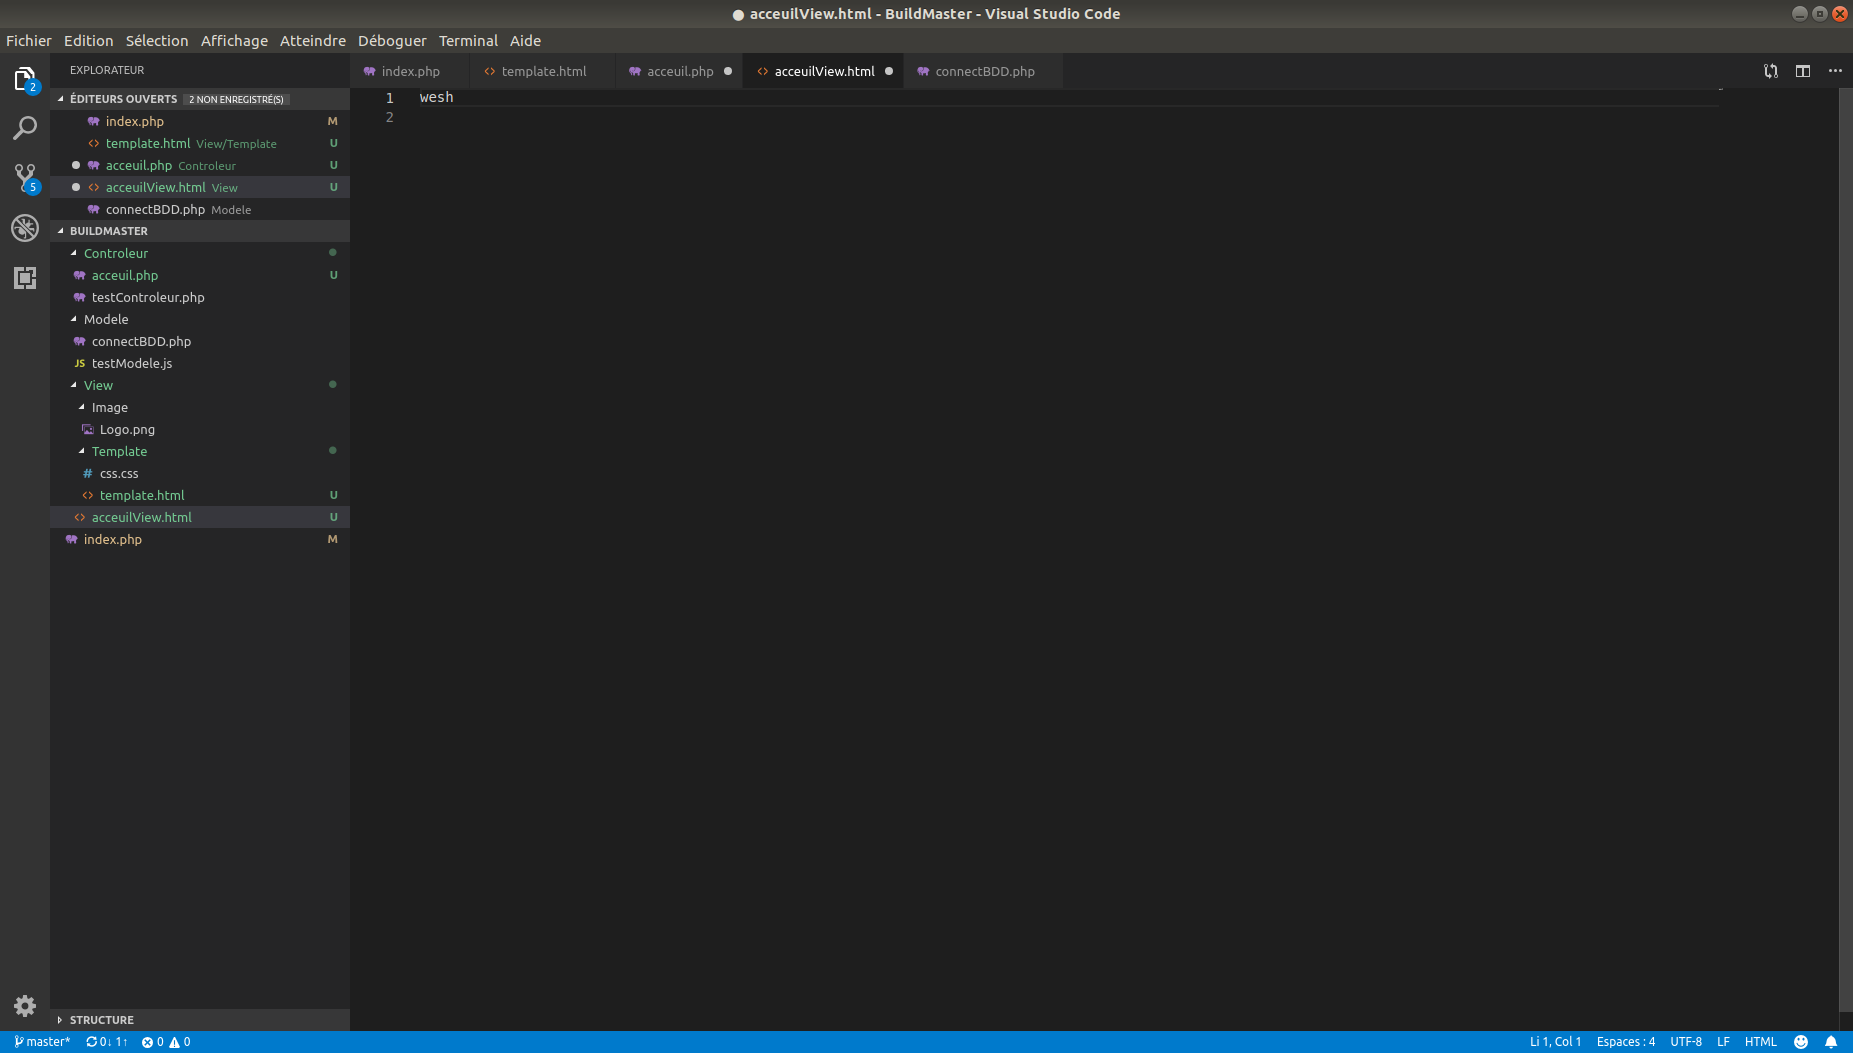 ● acceuilView.html - BuildMaster - Visual Studio Code
Fichier Edition Sélection Affichage Atteindre Déboguer Terminal Aide
2
5
EXPLORATEUR
ÉDITEURS OUVERTS 2 NON ENREGISTRÉ(S)
index.php M
template.html View/Template U
● acceuil.php Controleur U
● acceuilView.html View U
connectBDD.php Modele
BUILDMASTER
Controleur
acceuil.php U
testControleur.php
Modele
connectBDD.php
JS testModele.js
View
Image
Logo.png
Template
# css.css
<> template.html U
<> acceuilView.html U
index.php M
STRUCTURE
index.php <> template.html acceuil.php ● <> acceuilView.html ● connectBDD.php
1 wesh
2
master* 0↓ 1↑ 0 0 Li 1, Col 1 Espaces : 4 UTF-8 LF HTML